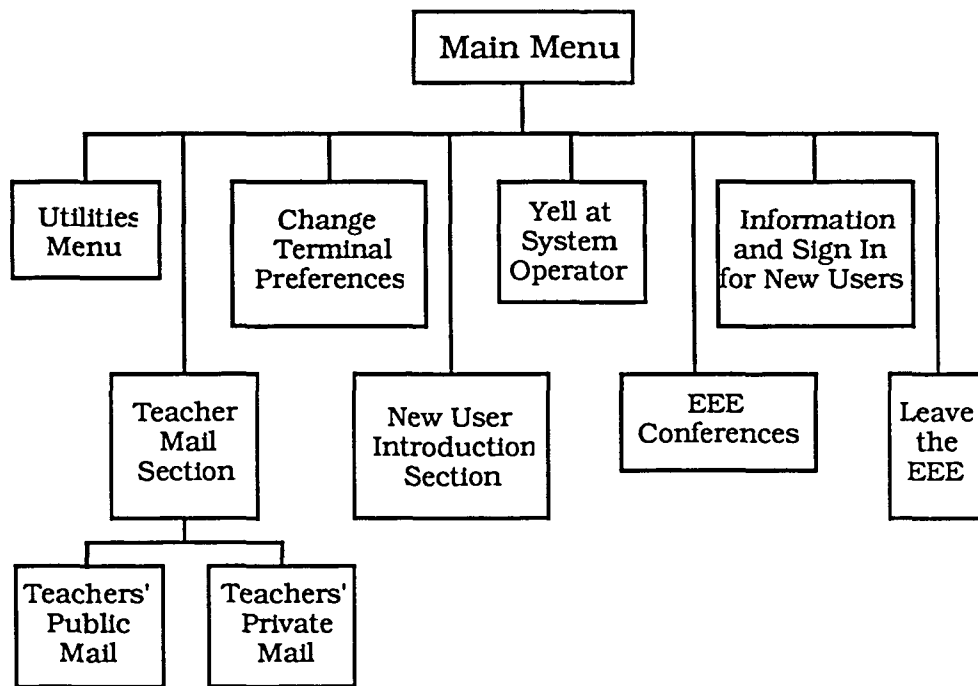 Main Menu
Utilities
Menu
Change
Terminal
Preferences
Yell at
System
Operator
Information
and Sign In
for New Users
Teacher
Mail
Section
New User
Introduction
Section
EEE
Conferences
Leave
the
EEE
Teachers'
Public
Mail
Teachers'
Private
Mail